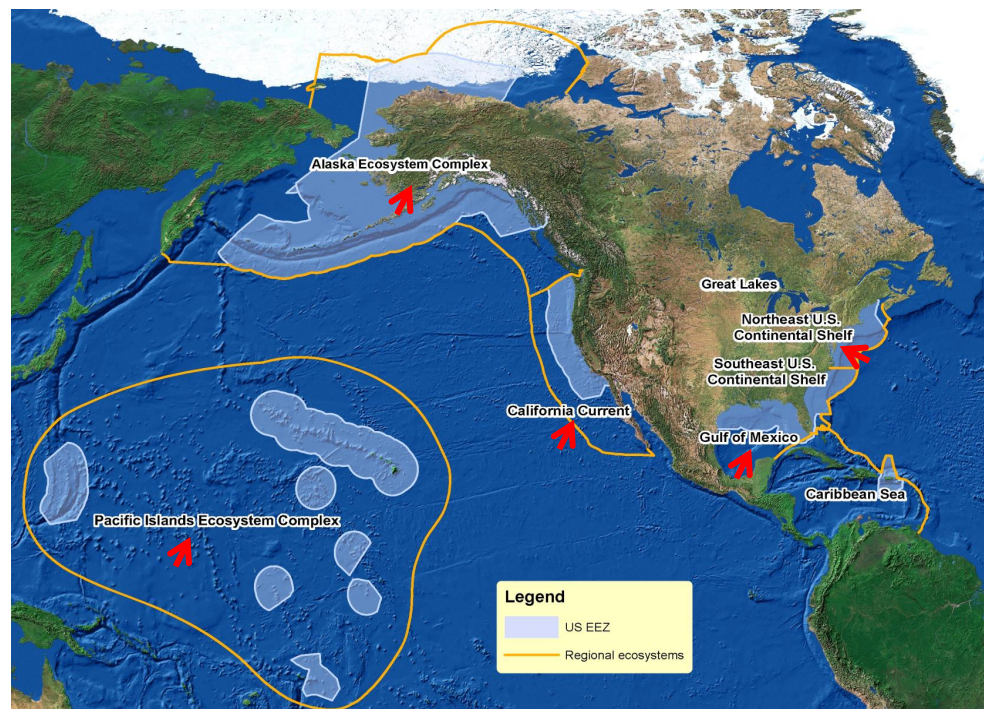 Alaska Ecosystem Complex
Great Lakes
Northeast U.S.
Continental Shelf
Southeast U.S.
Continental Shelf
California Current
Gulf of Mexico
Caribbean Sea
Pacific Islands Ecosystem Complex
Legend
US EEZ
Regional ecosystems